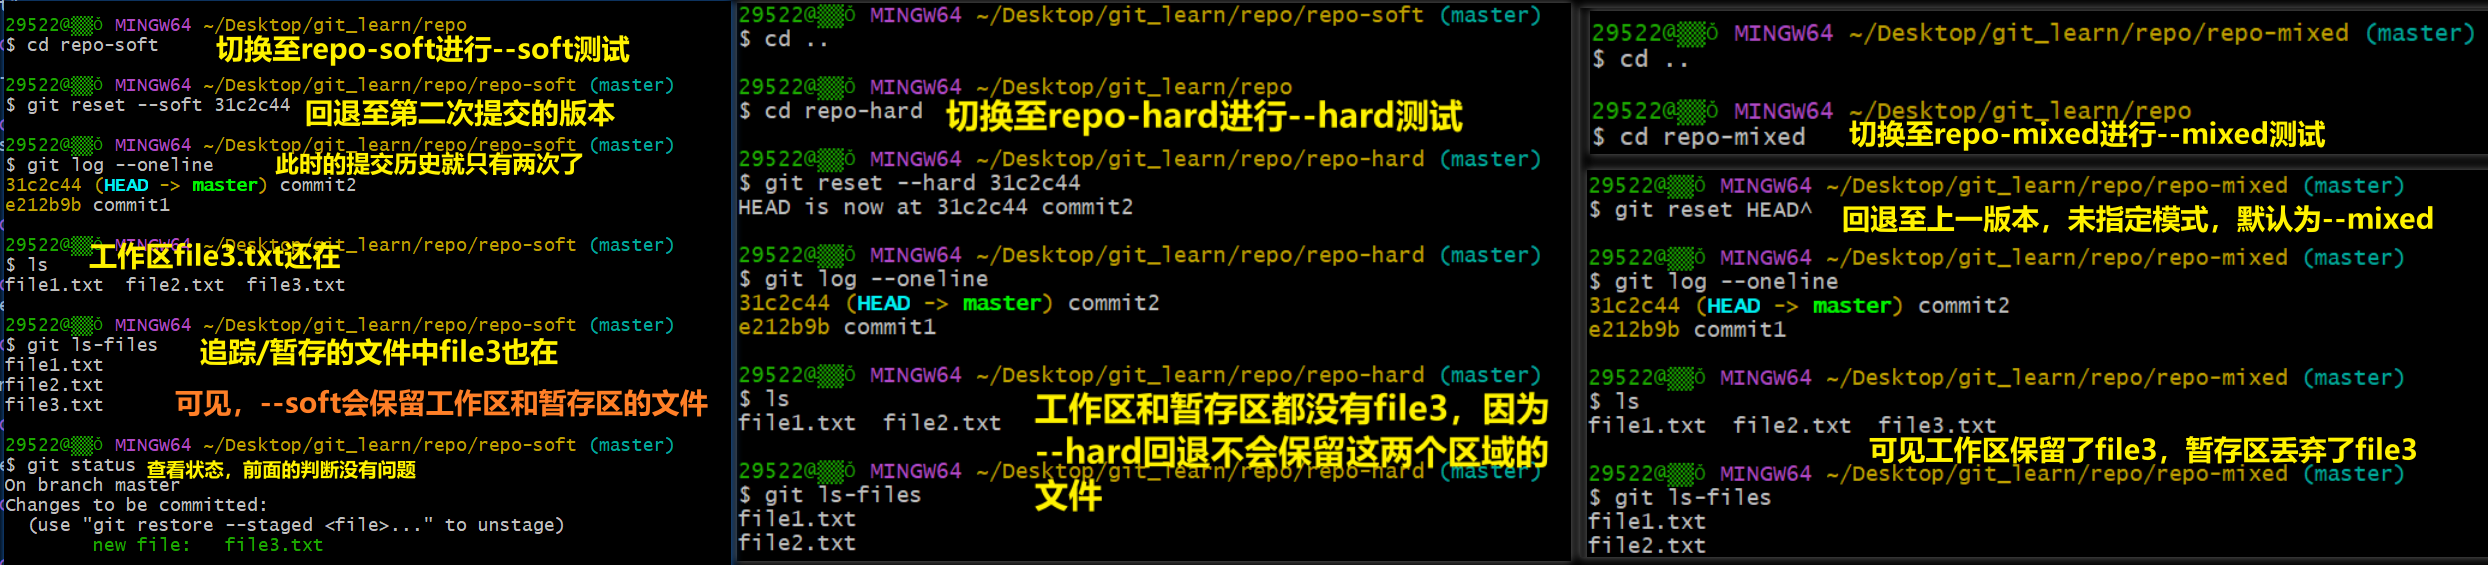 29522@▒▒Ŏ MINGW64 ~/Desktop/git_learn/repo
$ cd repo-soft
切换至repo-soft进行--soft测试
29522@▒▒Ŏ MINGW64 ~/Desktop/git_learn/repo/repo-soft (master)
$ git reset --soft 31c2c44
回退至第二次提交的版本
29522@▒▒Ŏ MINGW64 ~/Desktop/git_learn/repo/repo-soft (master)
$ git log --oneline
此时的提交历史就只有两次了
31c2c44 (HEAD -> master) commit2
e212b9b commit1
29522@▒▒Ŏ MINGW64 ~/Desktop/git_learn/repo/repo-soft (master)
$ ls
工作区file3.txt还在
file1.txt  file2.txt  file3.txt
29522@▒▒Ŏ MINGW64 ~/Desktop/git_learn/repo/repo-soft (master)
$ git ls-files
追踪/暂存的文件中file3也在
file1.txt
file2.txt
file3.txt
可见，--soft会保留工作区和暂存区的文件
29522@▒▒Ŏ MINGW64 ~/Desktop/git_learn/repo/repo-soft (master)
$ git status
查看状态，前面的判断没有问题
On branch master
Changes to be committed:
(use "git restore --staged <file>..." to unstage)
new file:   file3.txt
29522@▒▒Ŏ MINGW64 ~/Desktop/git_learn/repo/repo-soft (master)
$ cd ..
29522@▒▒Ŏ MINGW64 ~/Desktop/git_learn/repo
$ cd repo-hard
切换至repo-hard进行--hard测试
29522@▒▒Ŏ MINGW64 ~/Desktop/git_learn/repo/repo-hard (master)
$ git reset --hard 31c2c44
HEAD is now at 31c2c44 commit2
29522@▒▒Ŏ MINGW64 ~/Desktop/git_learn/repo/repo-hard (master)
$ git log --oneline
31c2c44 (HEAD -> master) commit2
e212b9b commit1
29522@▒▒Ŏ MINGW64 ~/Desktop/git_learn/repo/repo-hard (master)
$ ls
file1.txt  file2.txt
工作区和暂存区都没有file3，因为
--hard回退不会保留这两个区域的
文件
29522@▒▒Ŏ MINGW64 ~/Desktop/git_learn/repo/repo-hard (master)
$ git ls-files
file1.txt
file2.txt
29522@▒▒Ŏ MINGW64 ~/Desktop/git_learn/repo/repo-mixed (master)
$ cd ..
29522@▒▒Ŏ MINGW64 ~/Desktop/git_learn/repo
$ cd repo-mixed
切换至repo-mixed进行--mixed测试
29522@▒▒Ŏ MINGW64 ~/Desktop/git_learn/repo/repo-mixed (master)
$ git reset HEAD^
回退至上一版本，未指定模式，默认为--mixed
29522@▒▒Ŏ MINGW64 ~/Desktop/git_learn/repo/repo-mixed (master)
$ git log --oneline
31c2c44 (HEAD -> master) commit2
e212b9b commit1
29522@▒▒Ŏ MINGW64 ~/Desktop/git_learn/repo/repo-mixed (master)
$ ls
file1.txt  file2.txt  file3.txt
可见工作区保留了file3，暂存区丢弃了file3
29522@▒▒Ŏ MINGW64 ~/Desktop/git_learn/repo/repo-mixed (master)
$ git ls-files
file1.txt
file2.txt